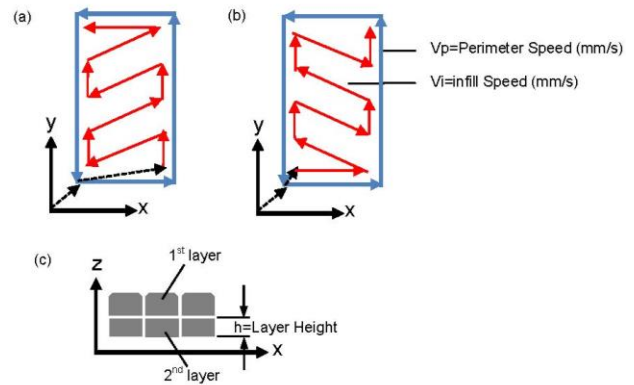 (a)
(b)
Vp=Perimeter Speed (mm/s)
Vi=infill Speed (mm/s)
y
x
y
x
(c)
z
1st layer
h=Layer Height
2nd layer
x